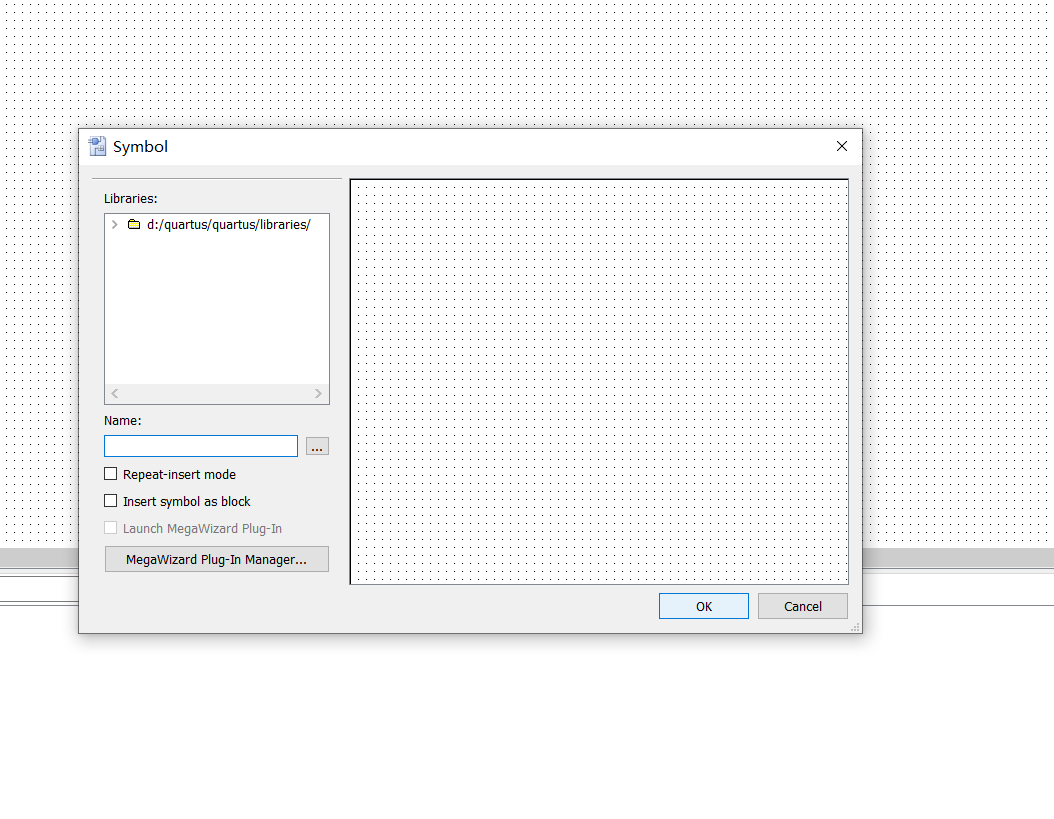 Symbol
Libraries:
d:/quartus/quartus/libraries/
Name:
...
Repeat-insert mode
Insert symbol as block
Launch MegaWizard Plug-In
MegaWizard Plug-In Manager...
OK
Cancel